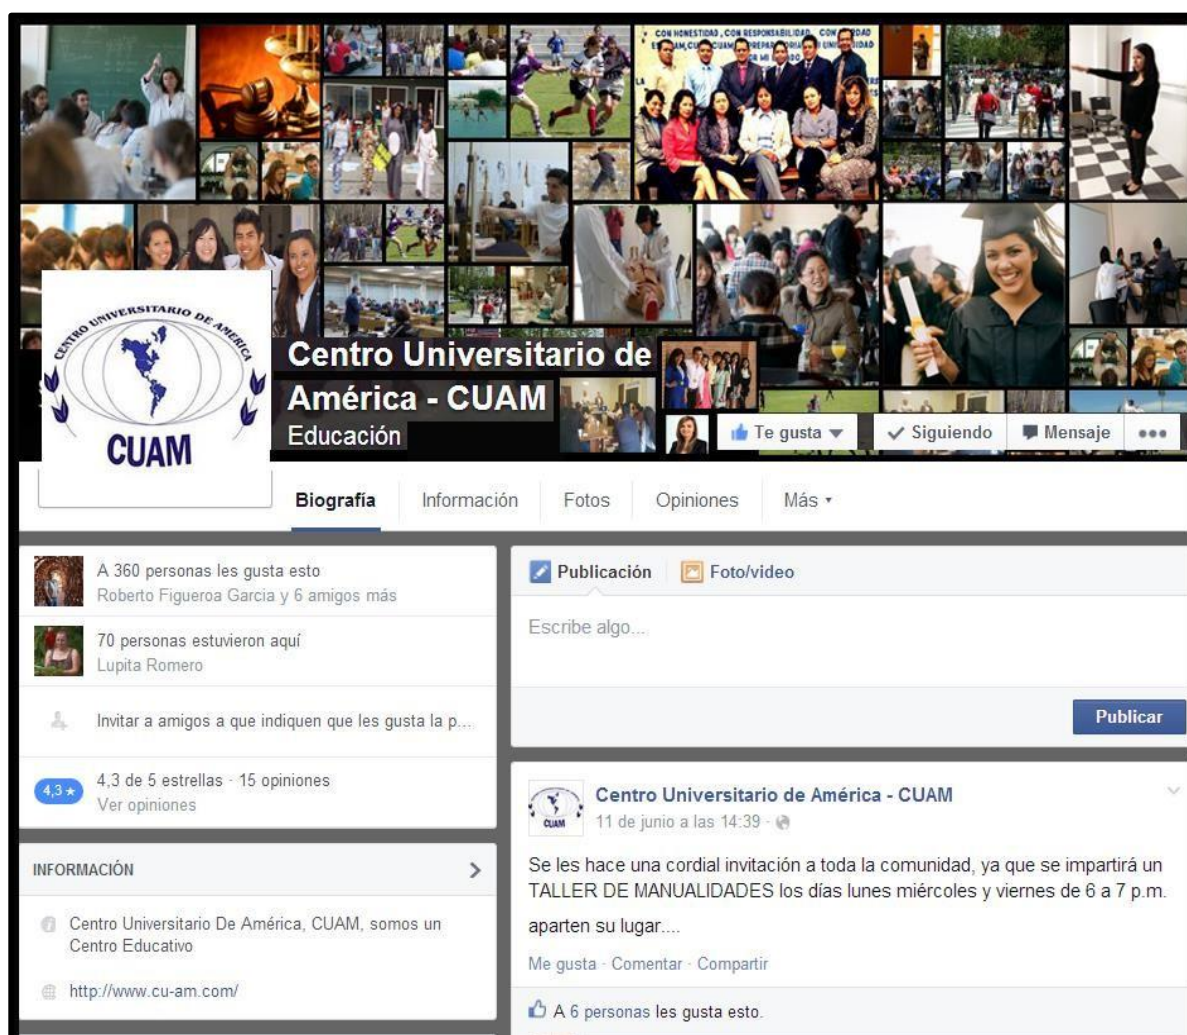 CON HONESTIDAD, CON RESPONSABILIDAD, CON
CENTRO UNIVERSITARIO DE AMERICA
CUAM
Centro Universitario de
América - CUAM
Educación
Te gusta
Siguiendo
Mensaje
Biografía
Información
Fotos
Opiniones
Más
A 360 personas les gusta esto
Roberto Figueroa Garcia y 6 amigos más
70 personas estuvieron aquí
Lupita Romero
Invitar a amigos a que indiquen que les gusta la p...
4,3 ★
4,3 de 5 estrellas · 15 opiniones
Ver opiniones
INFORMACIÓN
Centro Universitario De América, CUAM, somos un
Centro Educativo
http://www.cu-am.com/
Publicación
Foto/video
Escribe algo...
Publicar
CUAM
Centro Universitario de América - CUAM
11 de junio a las 14:39 ·
Se les hace una cordial invitación a toda la comunidad, ya que se impartirá un
TALLER DE MANUALIDADES los días lunes miércoles y viernes de 6 a 7 p.m.
aparten su lugar....
Me gusta · Comentar · Compartir
A 6 personas les gusta esto.